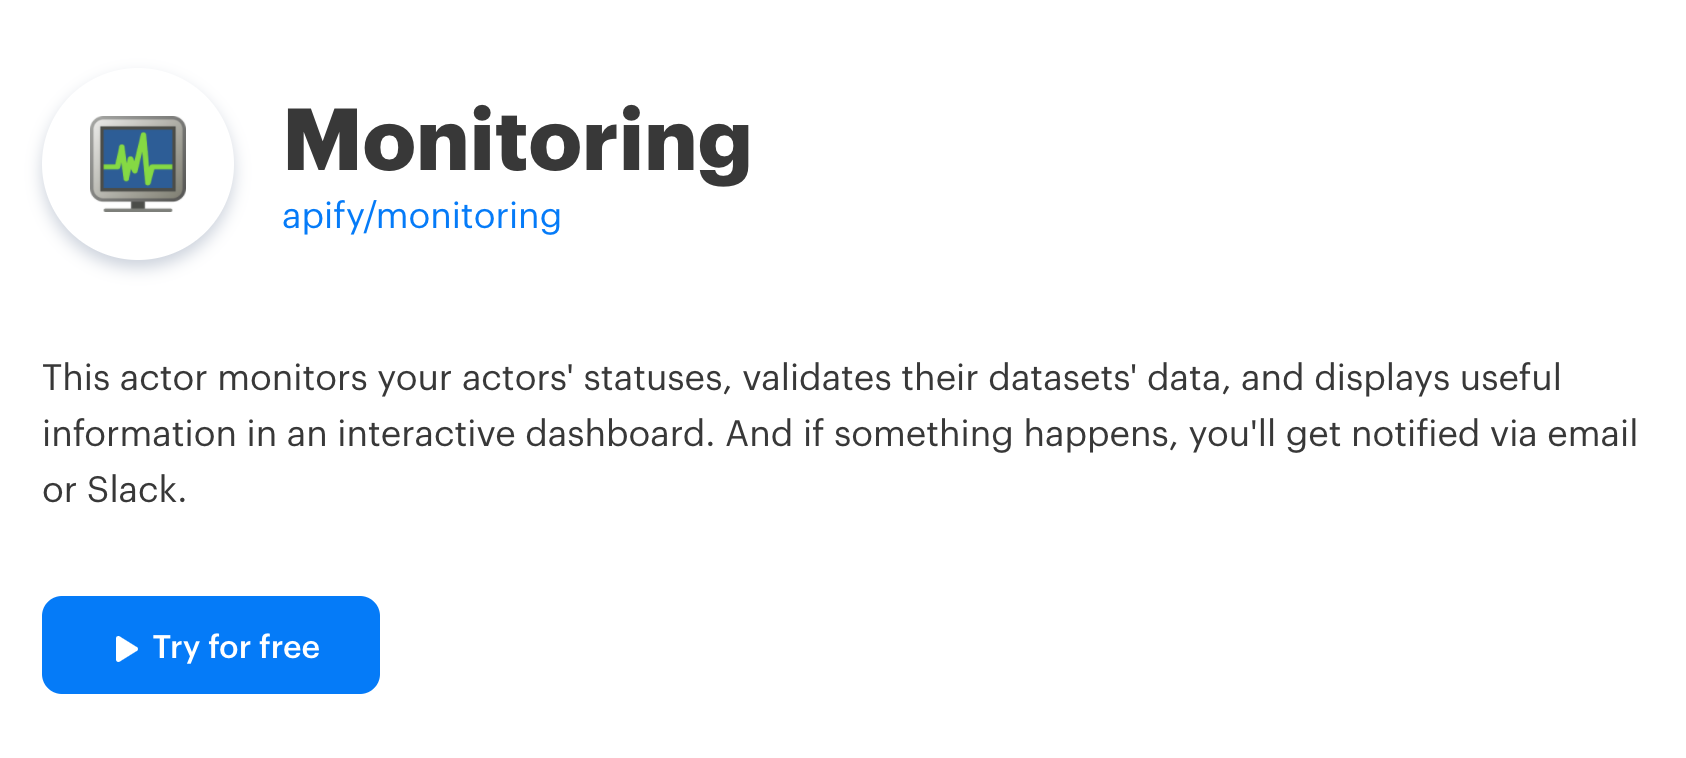 Monitoring
apify/monitoring
This actor monitors your actors' statuses, validates their datasets' data, and displays useful
information in an interactive dashboard. And if something happens, you'll get notified via email
or Slack.
Try for free